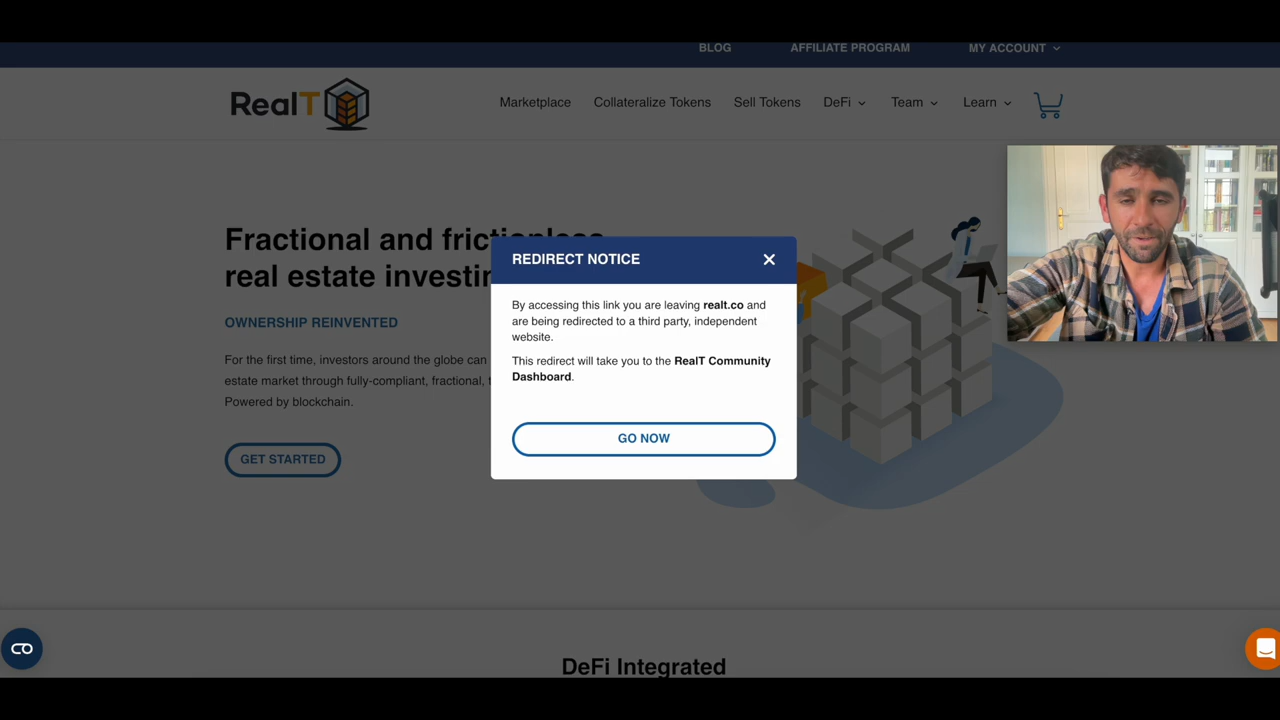 BLOG AFFILIATE PROGRAM MY ACCOUNT
RealT Marketplace Collateralize Tokens Sell Tokens DeFi Team Learn
Fractional and frictionless
real estate investi
OWNERSHIP REINVENTED
For the first time, investors around the globe can
estate market through fully-compliant, fractional, t
Powered by blockchain.
GET STARTED
REDIRECT NOTICE
By accessing this link you are leaving realt.co and
are being redirected to a third party, independent
website.
This redirect will take you to the RealT Community
Dashboard.
GO NOW
DeFi Integrated